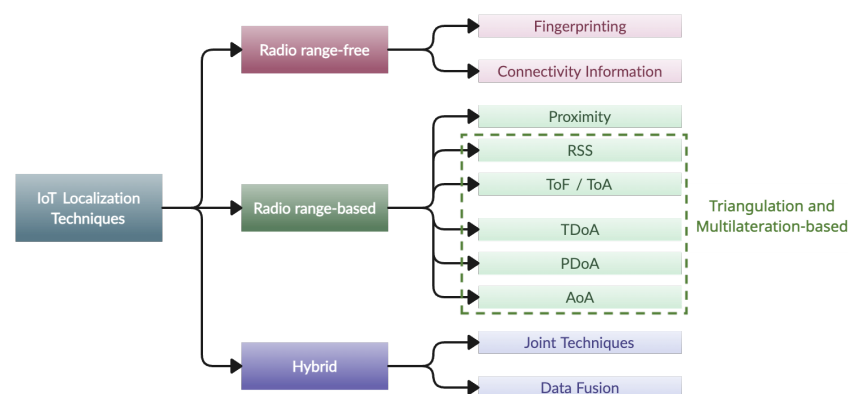 Fingerprinting
Radio range-free
Connectivity Information
Proximity
RSS
ToF / ToA
IoT Localization
Techniques
Radio range-based
Triangulation and
Multilateration-based
TDoA
PDoA
AoA
Joint Techniques
Hybrid
Data Fusion